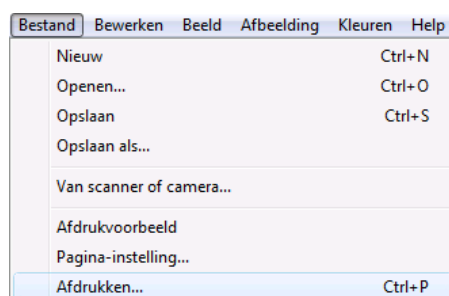 Bestand Bewerken Beeld Afbeelding Kleuren Help
Nieuw Ctrl+N
Openen... Ctrl+O
Opslaan Ctrl+S
Opslaan als...
Van scanner of camera...
Afdrukvoorbeeld
Pagina-instelling...
Afdrukken... Ctrl+P